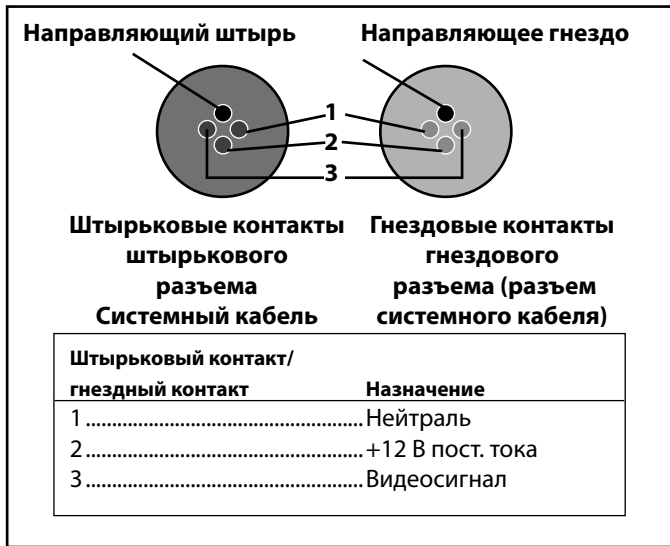 Направляющий штырь Направляющее гнездо
1
2
3
Штырьковые контакты
штырькового
разъема
Системный кабель
Гнездовые контакты
гнездового
разъема (разъем
системного кабеля)
Штырьковый контакт/
гнездный контакт Назначение
1 ......................................................Нейтраль
2 ......................................................+12 В пост. тока
3 ......................................................Видеосигнал